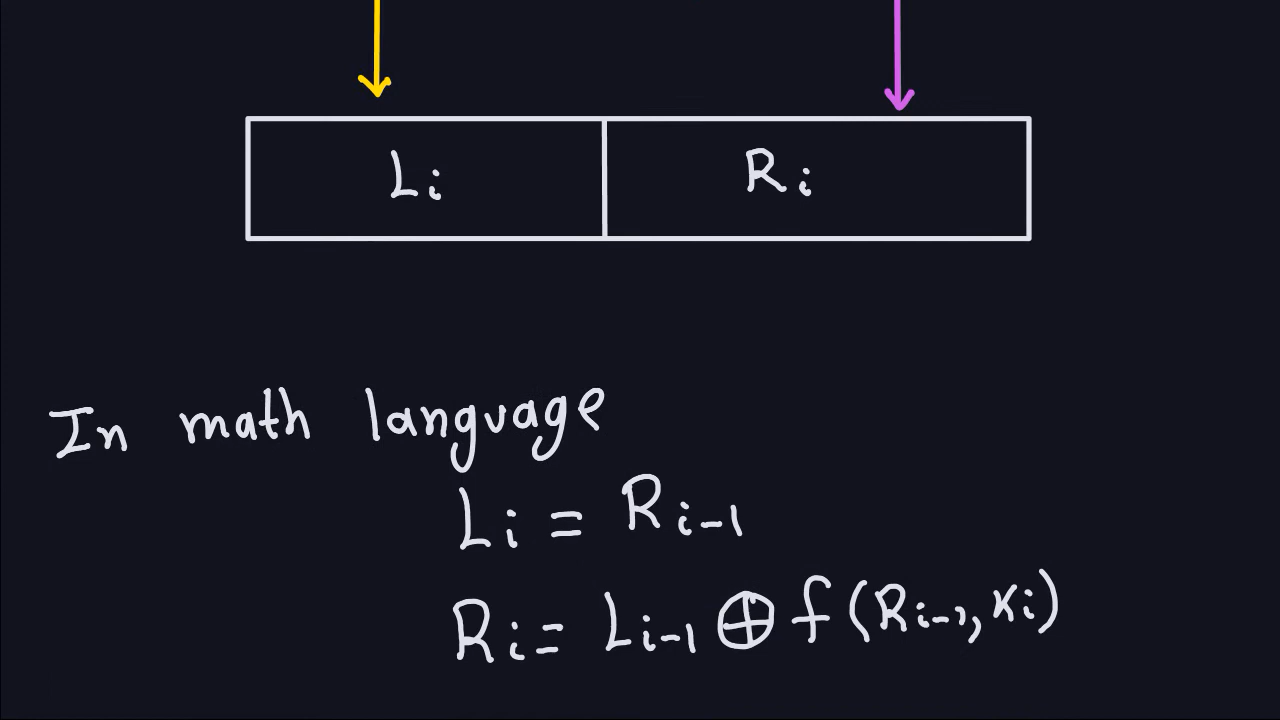 Li Ri
In math language
Li = Ri-1
Ri = Li-1 ⊕ f(Ri-1, Ki)